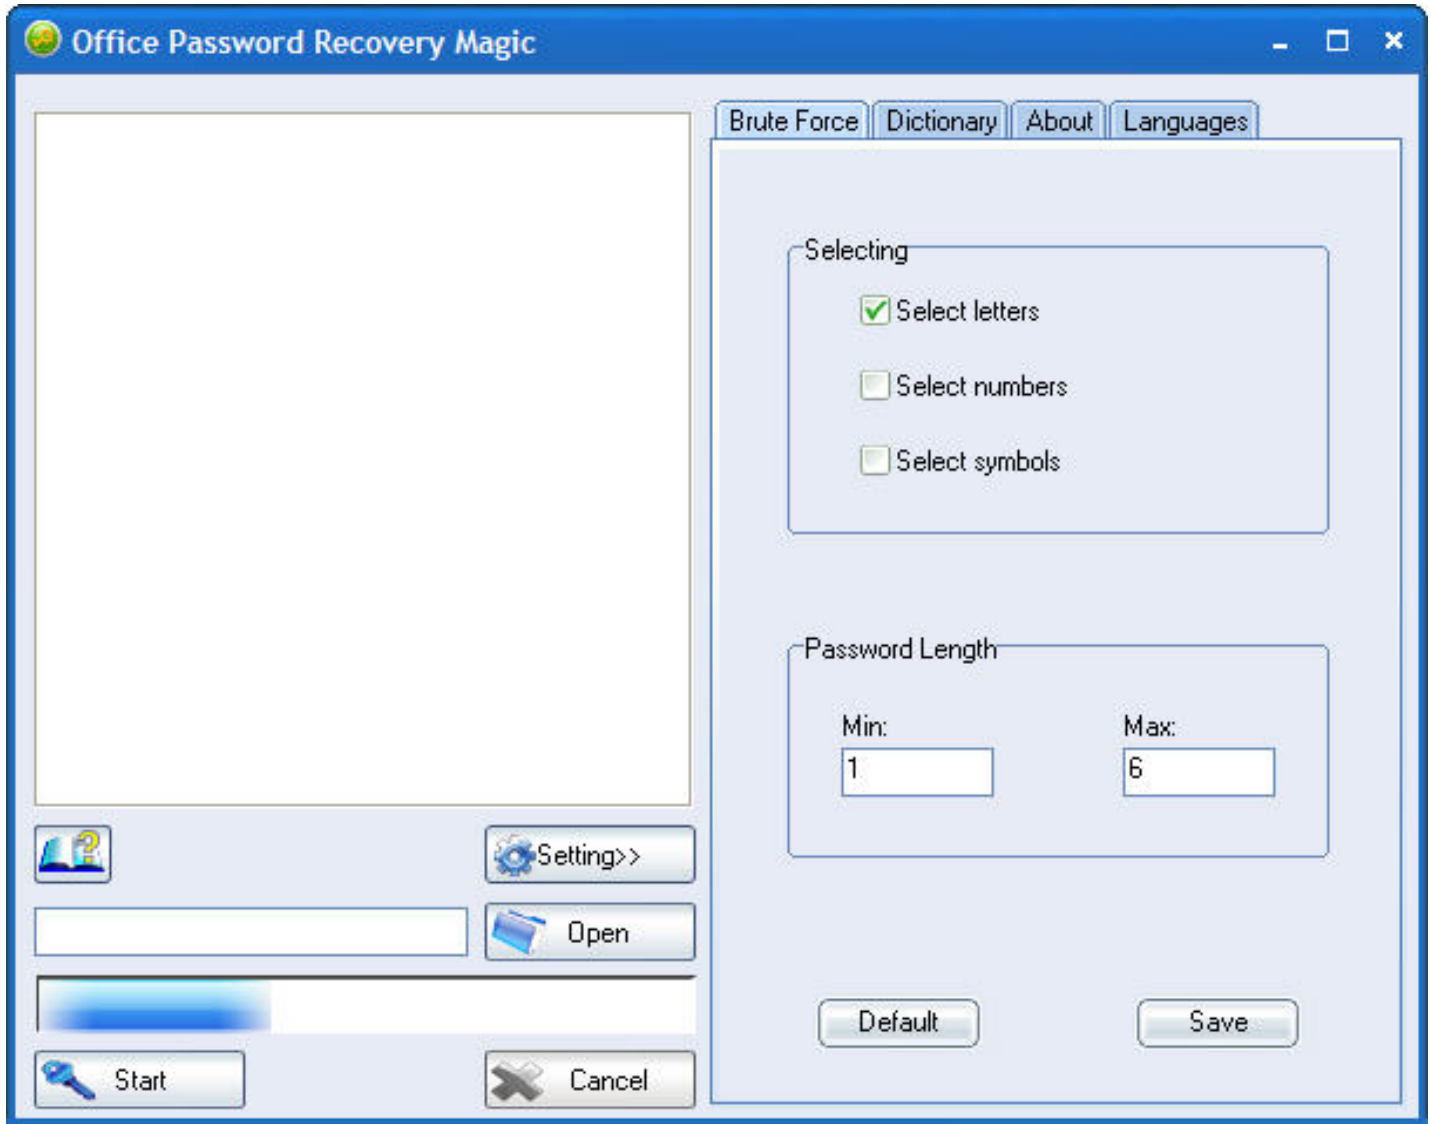 Office Password Recovery Magic
Brute Force Dictionary About Languages
Selecting
Select letters
Select numbers
Select symbols
Password Length
Min: Max:
1 6
Setting>>
Open
Default Save
Start Cancel